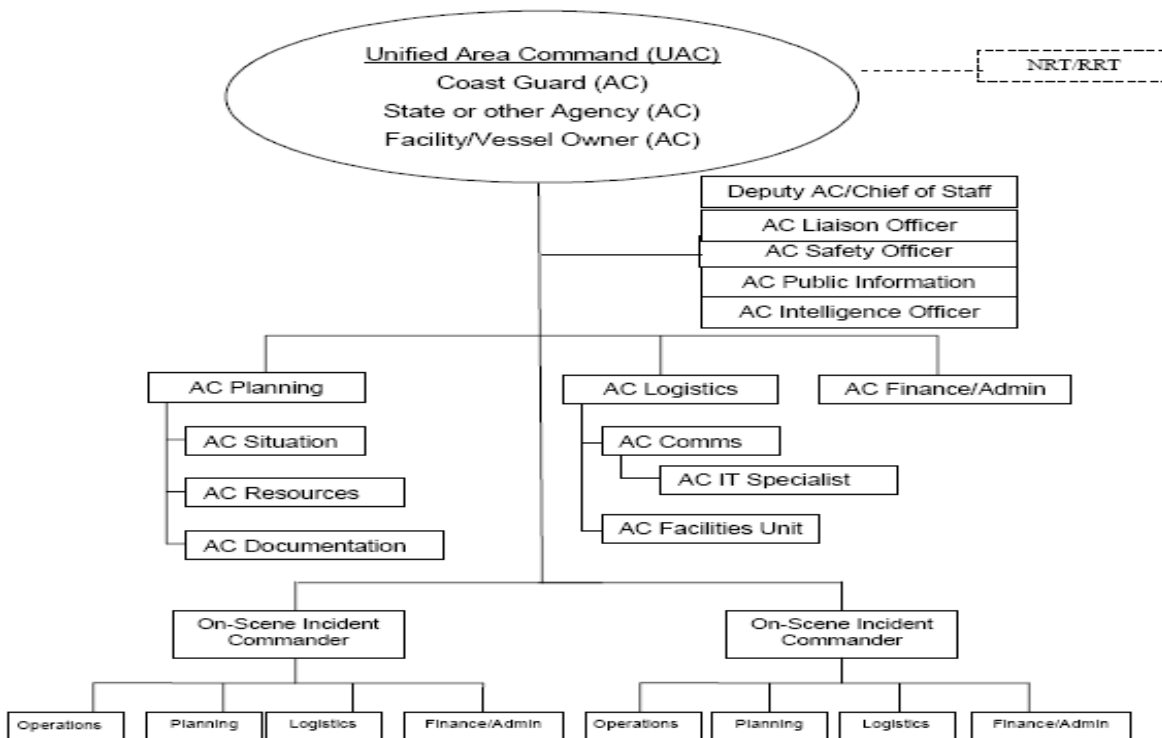 Unified Area Command (UAC)
Coast Guard (AC)
State or other Agency (AC)
Facility/Vessel Owner (AC)
NRT/RRT
Deputy AC/Chief of Staff
AC Liaison Officer
AC Safety Officer
AC Public Information
AC Intelligence Officer
AC Planning
AC Logistics
AC Finance/Admin
AC Situation
AC Resources
AC Documentation
AC Comms
AC IT Specialist
AC Facilities Unit
On-Scene Incident
Commander
On-Scene Incident
Commander
Operations
Planning
Logistics
Finance/Admin
Operations
Planning
Logistics
Finance/Admin